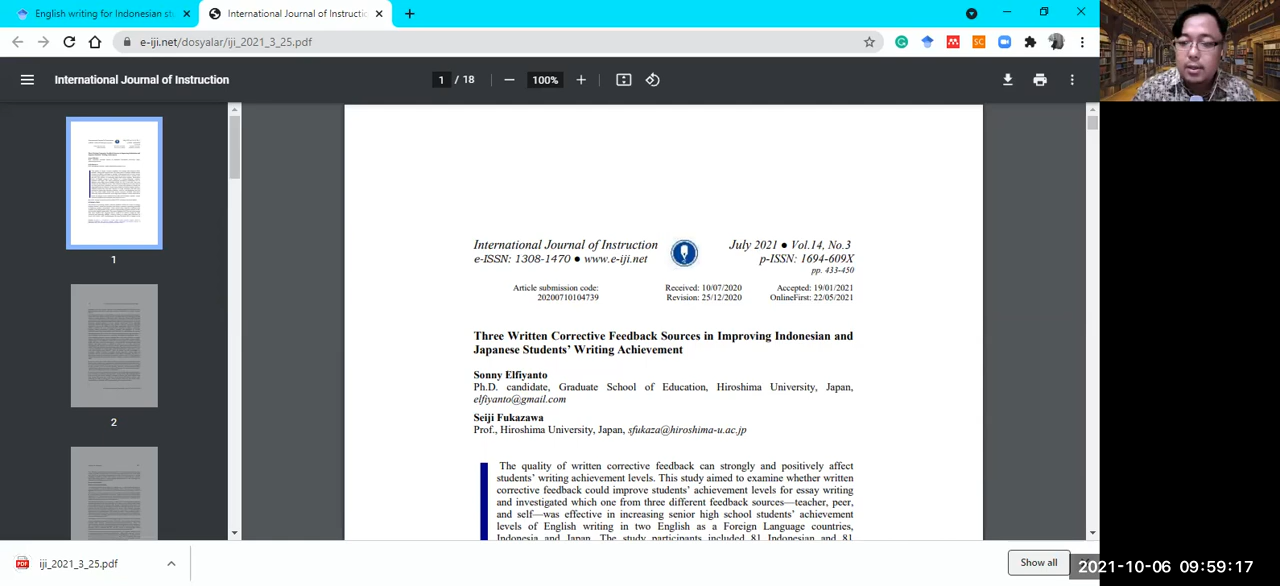 English writing for Indonesian st
International Journal of Instructi
e-iji.net/dosyalar/iji_2021_3_25.pdf
SC
International Journal of Instruction
1 / 18
100%
International Journal of Instruction
e-ISSN: 1308-1470 ● www.e-iji.net
July 2021 ● Vol.14, No.3
p-ISSN: 1694-609X
pp. 433-450
Article submission code:
20200710104739
Received: 10/07/2020
Revision: 25/12/2020
Accepted: 19/01/2021
OnlineFirst: 22/05/2021
Three Written Corrective Feedback Sources in Improving Indonesian and
Japanese Students' Writing Achievement
Sonny Elfiyanto
Ph.D. candidate, Graduate School of Education, Hiroshima University, Japan,
elfiyanto@gmail.com
Seiji Fukazawa
Prof., Hiroshima University, Japan, sfukaza@hiroshima-u.ac.jp
The quality of written corrective feedback can strongly and positively affect
students' writing achievement levels. This study aimed to examine whether written
corrective feedback could improve students' achievement levels for essay writing
and investigated which one from three different feedback sources—teacher, peer,
and self—was effective in increasing senior high school students' achievement
levels of English writing in two English as a Foreign Language countries,
Indonesia and Japan. The study participants included 81 Indonesian and 81
1
2
PDF
iji_2021_3_25.pdf
Show all
2021-10-06 09:59:17